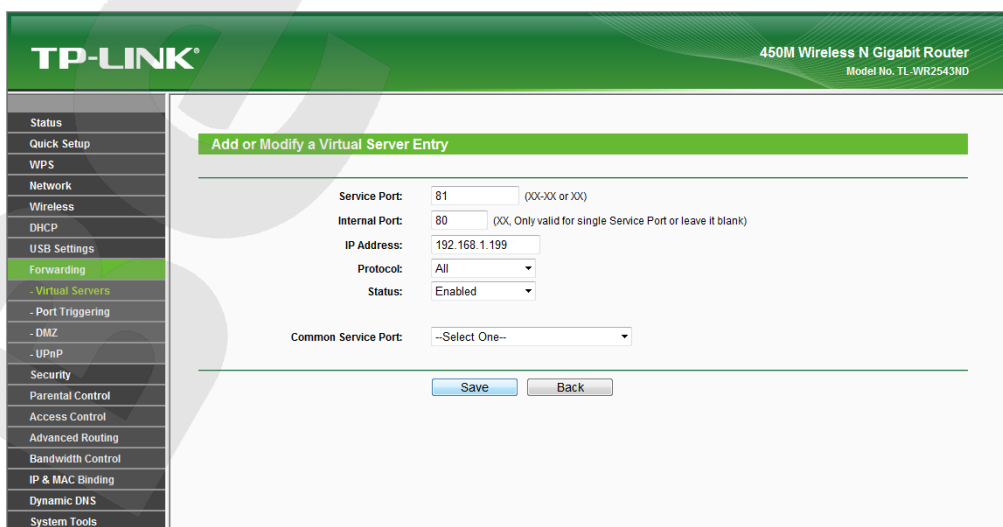 TP-LINK®
450M Wireless N Gigabit Router
Model No. TL-WR2543ND
Status
Quick Setup
WPS
Network
Wireless
DHCP
USB Settings
Forwarding
- Virtual Servers
- Port Triggering
- DMZ
- UPnP
Security
Parental Control
Access Control
Advanced Routing
Bandwidth Control
IP & MAC Binding
Dynamic DNS
System Tools
Add or Modify a Virtual Server Entry
Service Port: 81 (XX-XX or XX)
Internal Port: 80 (XX, Only valid for single Service Port or leave it blank)
IP Address: 192.168.1.199
Protocol: All
Status: Enabled
Common Service Port: --Select One--
Save Back